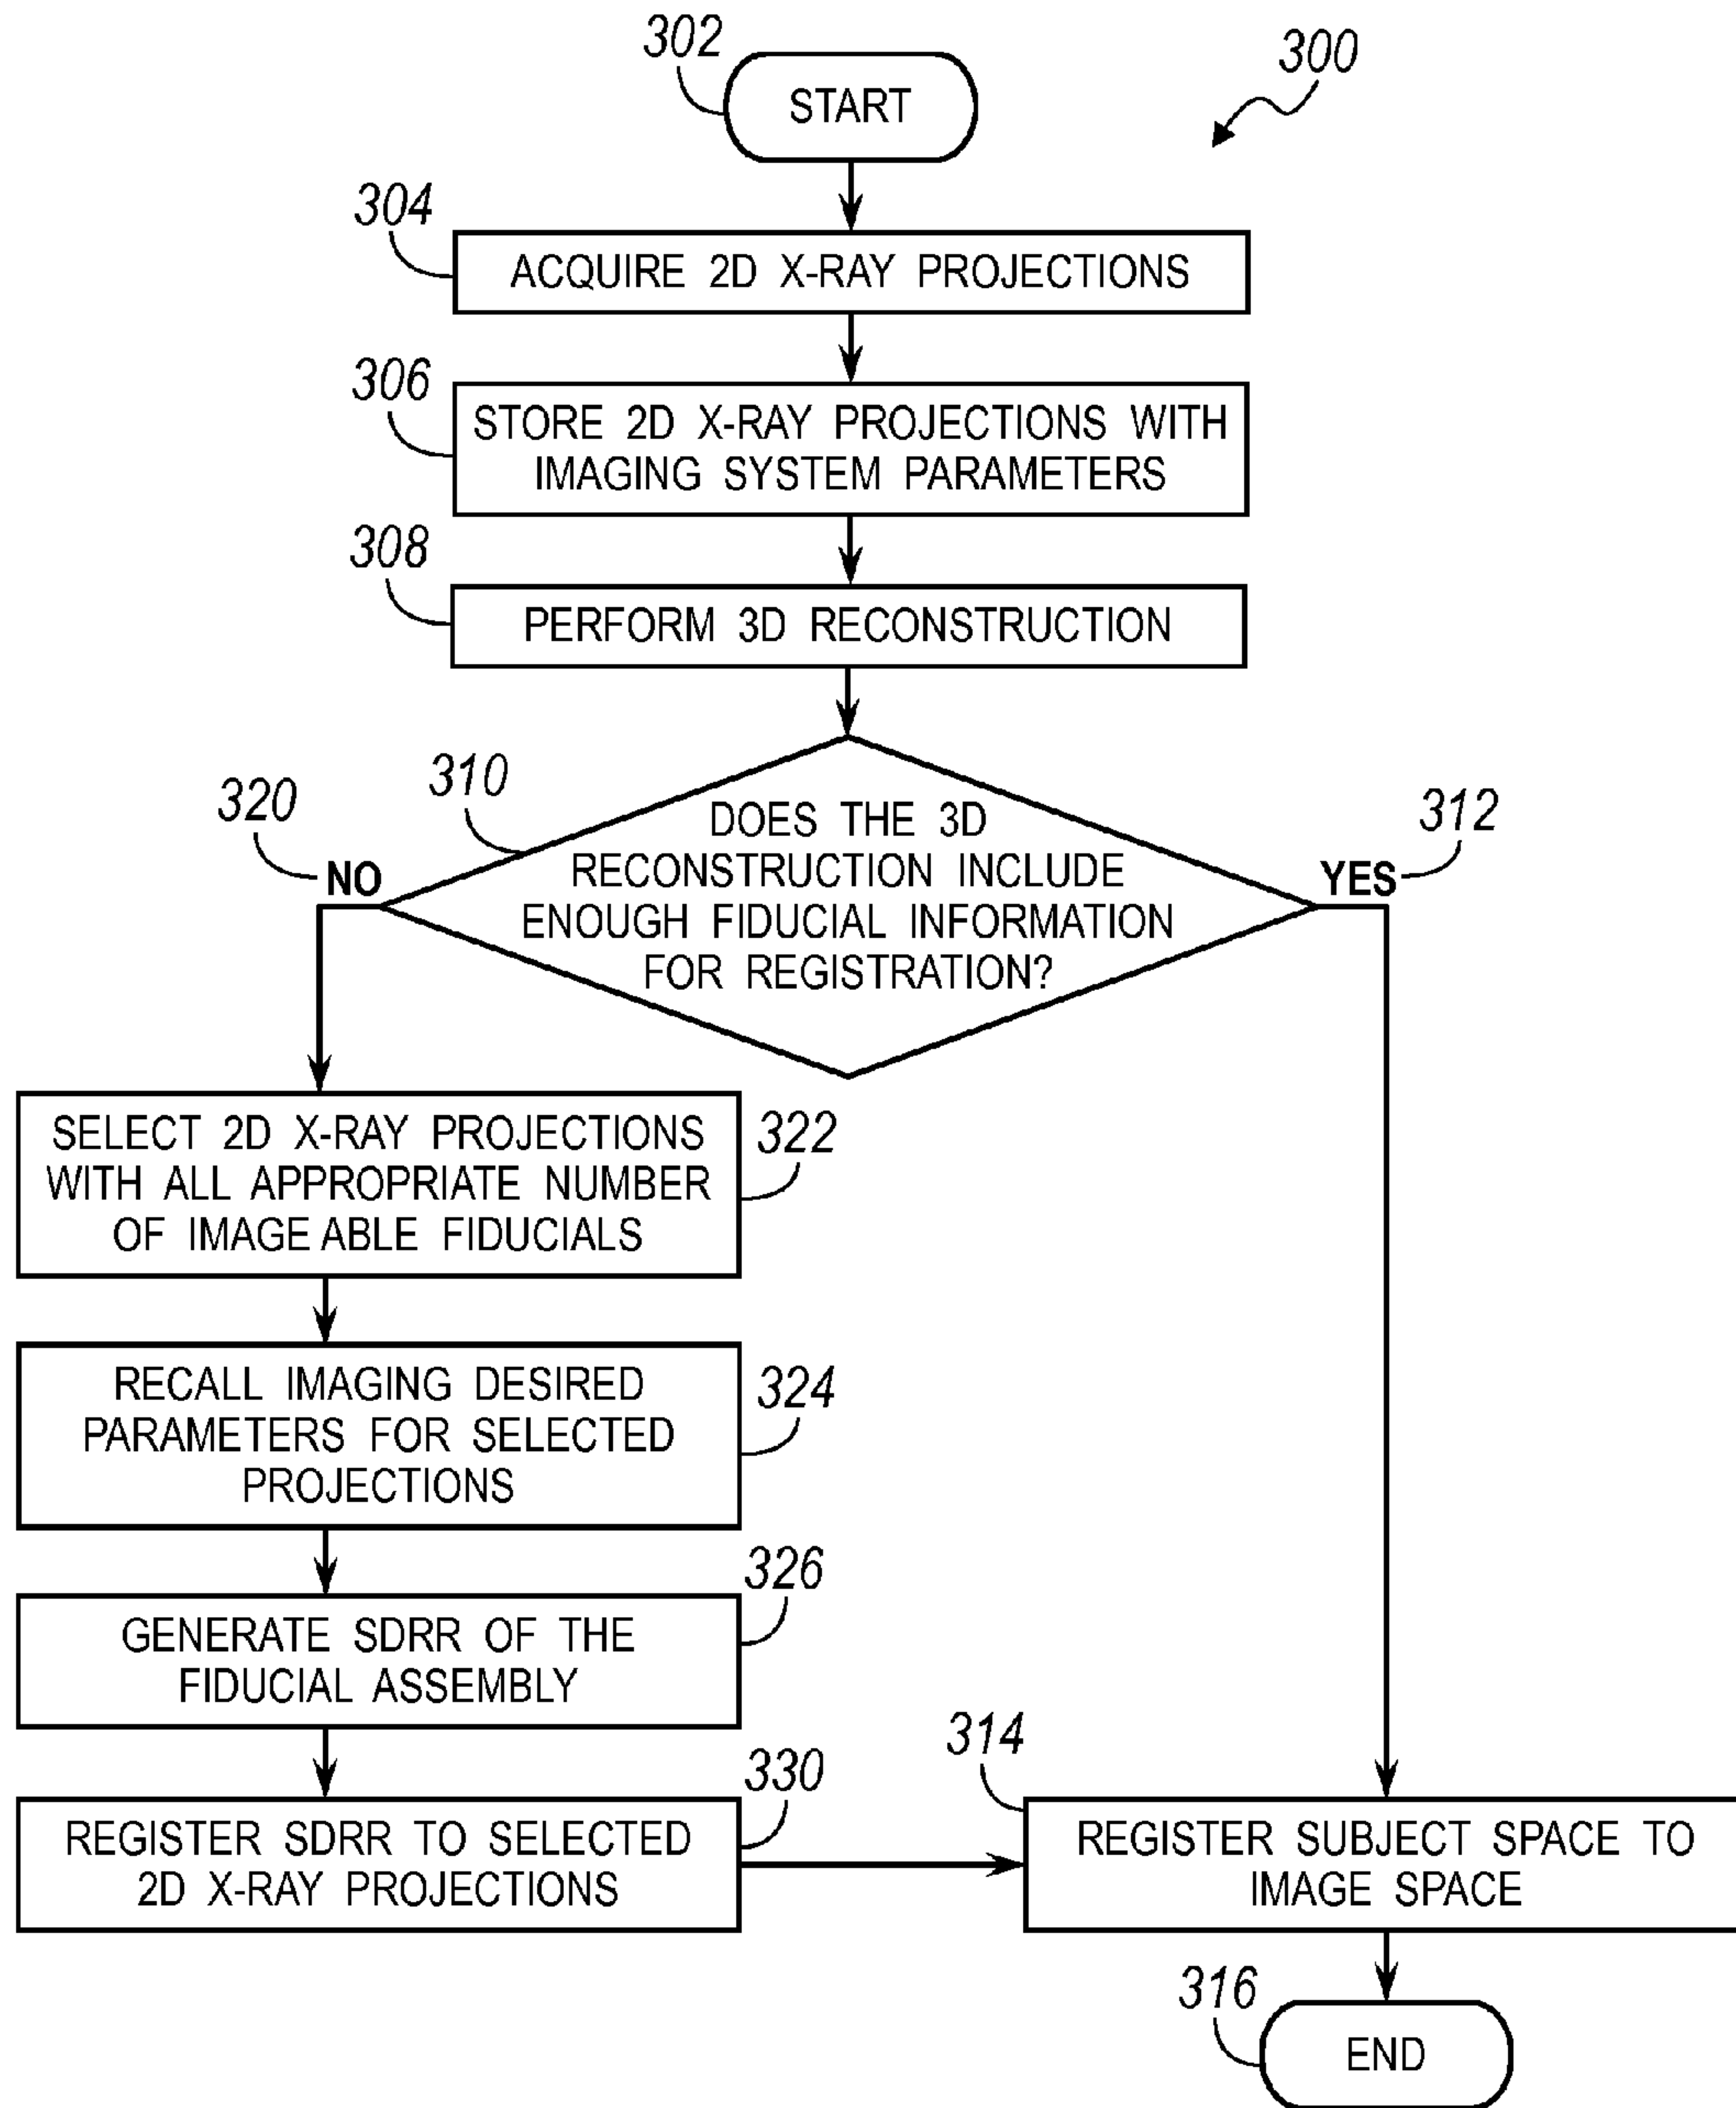 302
300
START
304
ACQUIRE 2D X-RAY PROJECTIONS
306
STORE 2D X-RAY PROJECTIONS WITH
IMAGING SYSTEM PARAMETERS
308
PERFORM 3D RECONSTRUCTION
310
320
312
DOES THE 3D
RECONSTRUCTION INCLUDE
ENOUGH FIDUCIAL INFORMATION
FOR REGISTRATION?
NO
YES
SELECT 2D X-RAY PROJECTIONS
WITH ALL APPROPRIATE NUMBER
OF IMAGE ABLE FIDUCIALS
322
RECALL IMAGING DESIRED
PARAMETERS FOR SELECTED
PROJECTIONS
324
GENERATE SDRR OF THE
FIDUCIAL ASSEMBLY
326
REGISTER SDRR TO SELECTED
2D X-RAY PROJECTIONS
330
314
REGISTER SUBJECT SPACE TO
IMAGE SPACE
316
END